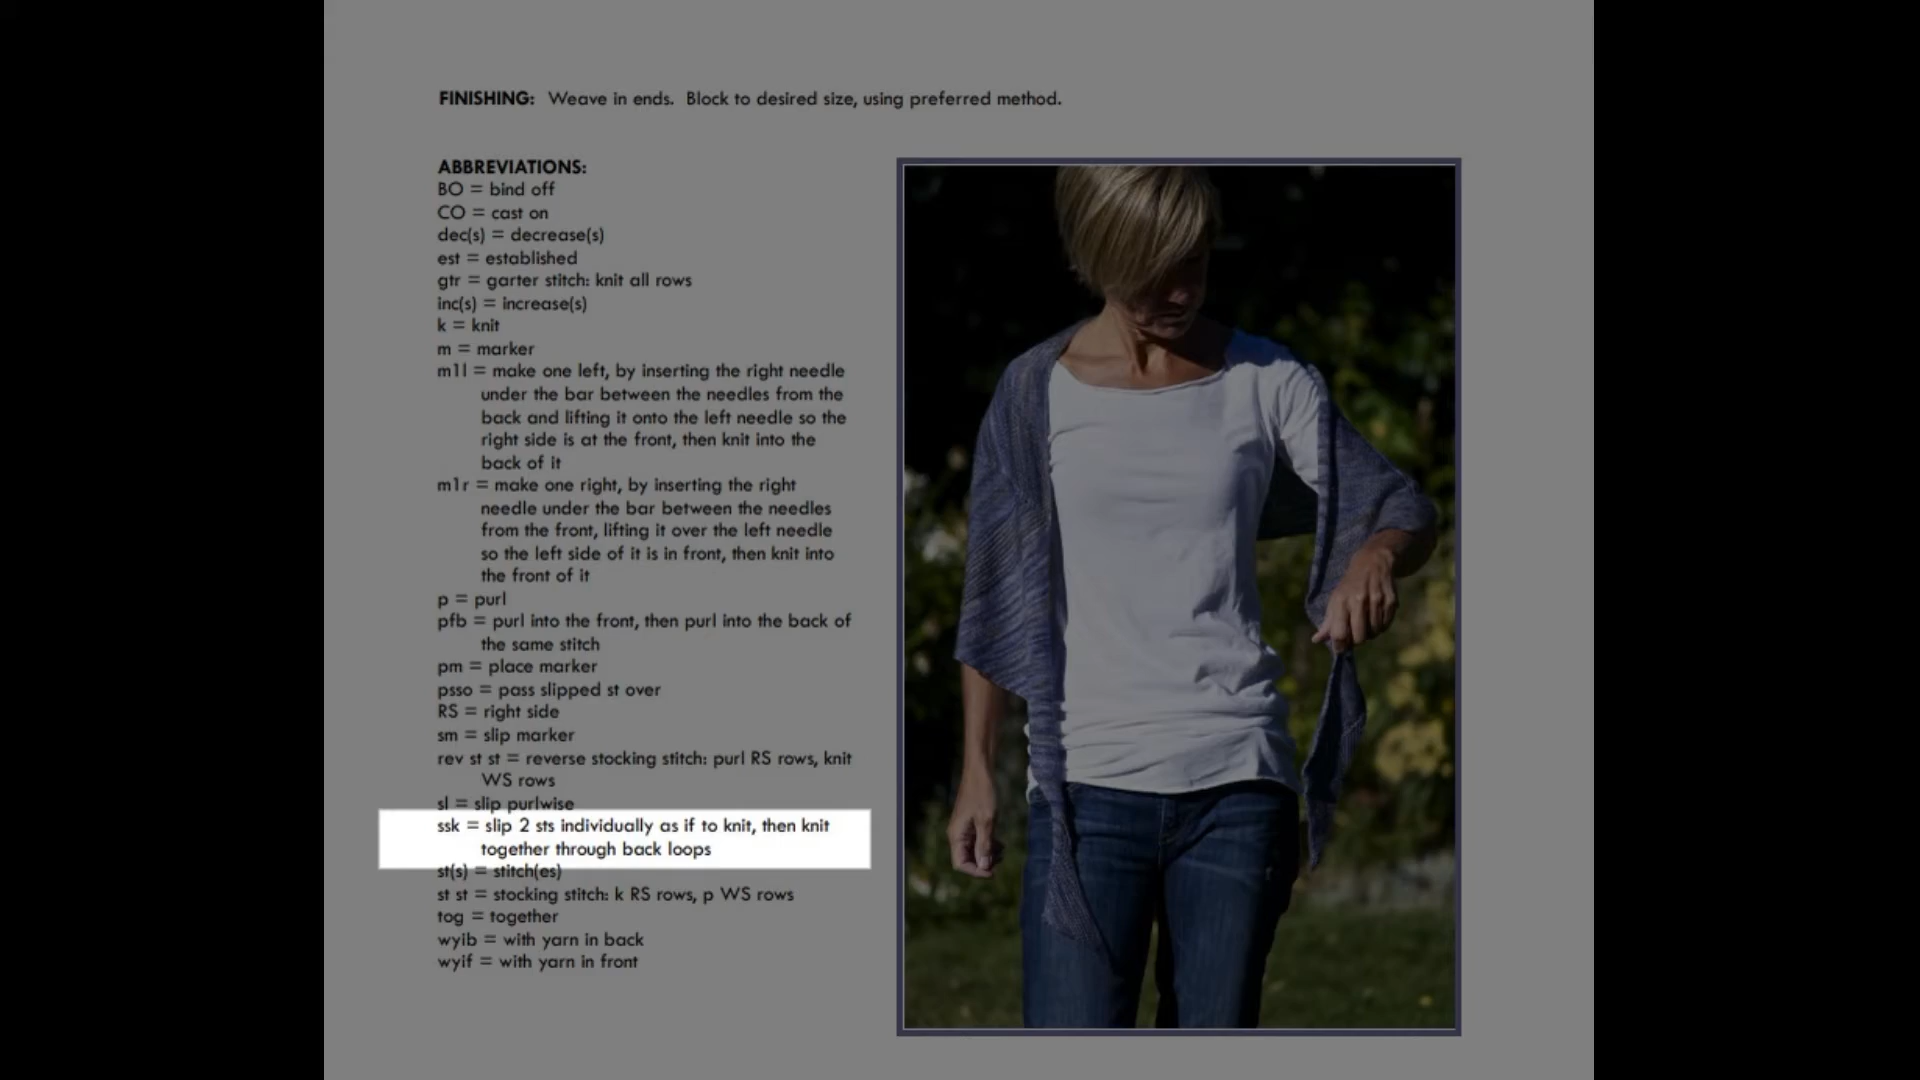 FINISHING: Weave in ends. Block to desired size, using preferred method.
ABBREVIATIONS:
BO = bind off
CO = cast on
dec(s) = decrease(s)
est = established
gtr = garter stitch: knit all rows
inc(s) = increase(s)
k = knit
m = marker
m1l = make one left, by inserting the right needle
under the bar between the needles from the
back and lifting it onto the left needle so the
right side is at the front, then knit into the
back of it
m1r = make one right, by inserting the right
needle under the bar between the needles
from the front, lifting it over the left needle
so the left side of it is in front, then knit into
the front of it
p = purl
pfb = purl into the front, then purl into the back of
the same stitch
pm = place marker
psso = pass slipped st over
RS = right side
sm = slip marker
rev st st = reverse stocking stitch: purl RS rows, knit
WS rows
sl = slip purlwise
ssk = slip 2 sts individually as if to knit, then knit
together through back loops
st(s) = stitch(es)
st st = stocking stitch: k RS rows, p WS rows
tog = together
wyib = with yarn in back
wyif = with yarn in front